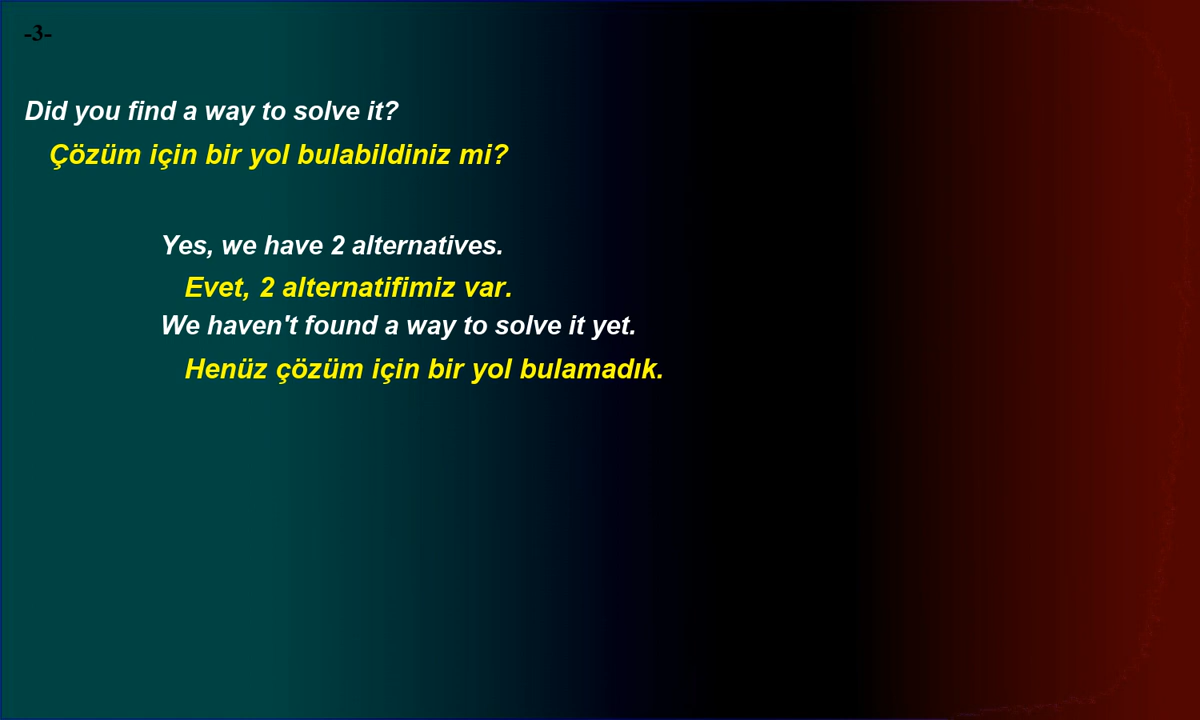 -3-
Did you find a way to solve it?
Çözüm için bir yol bulabildiniz mi?
Yes, we have 2 alternatives.
Evet, 2 alternatifimiz var.
We haven't found a way to solve it yet.
Henüz çözüm için bir yol bulamadık.